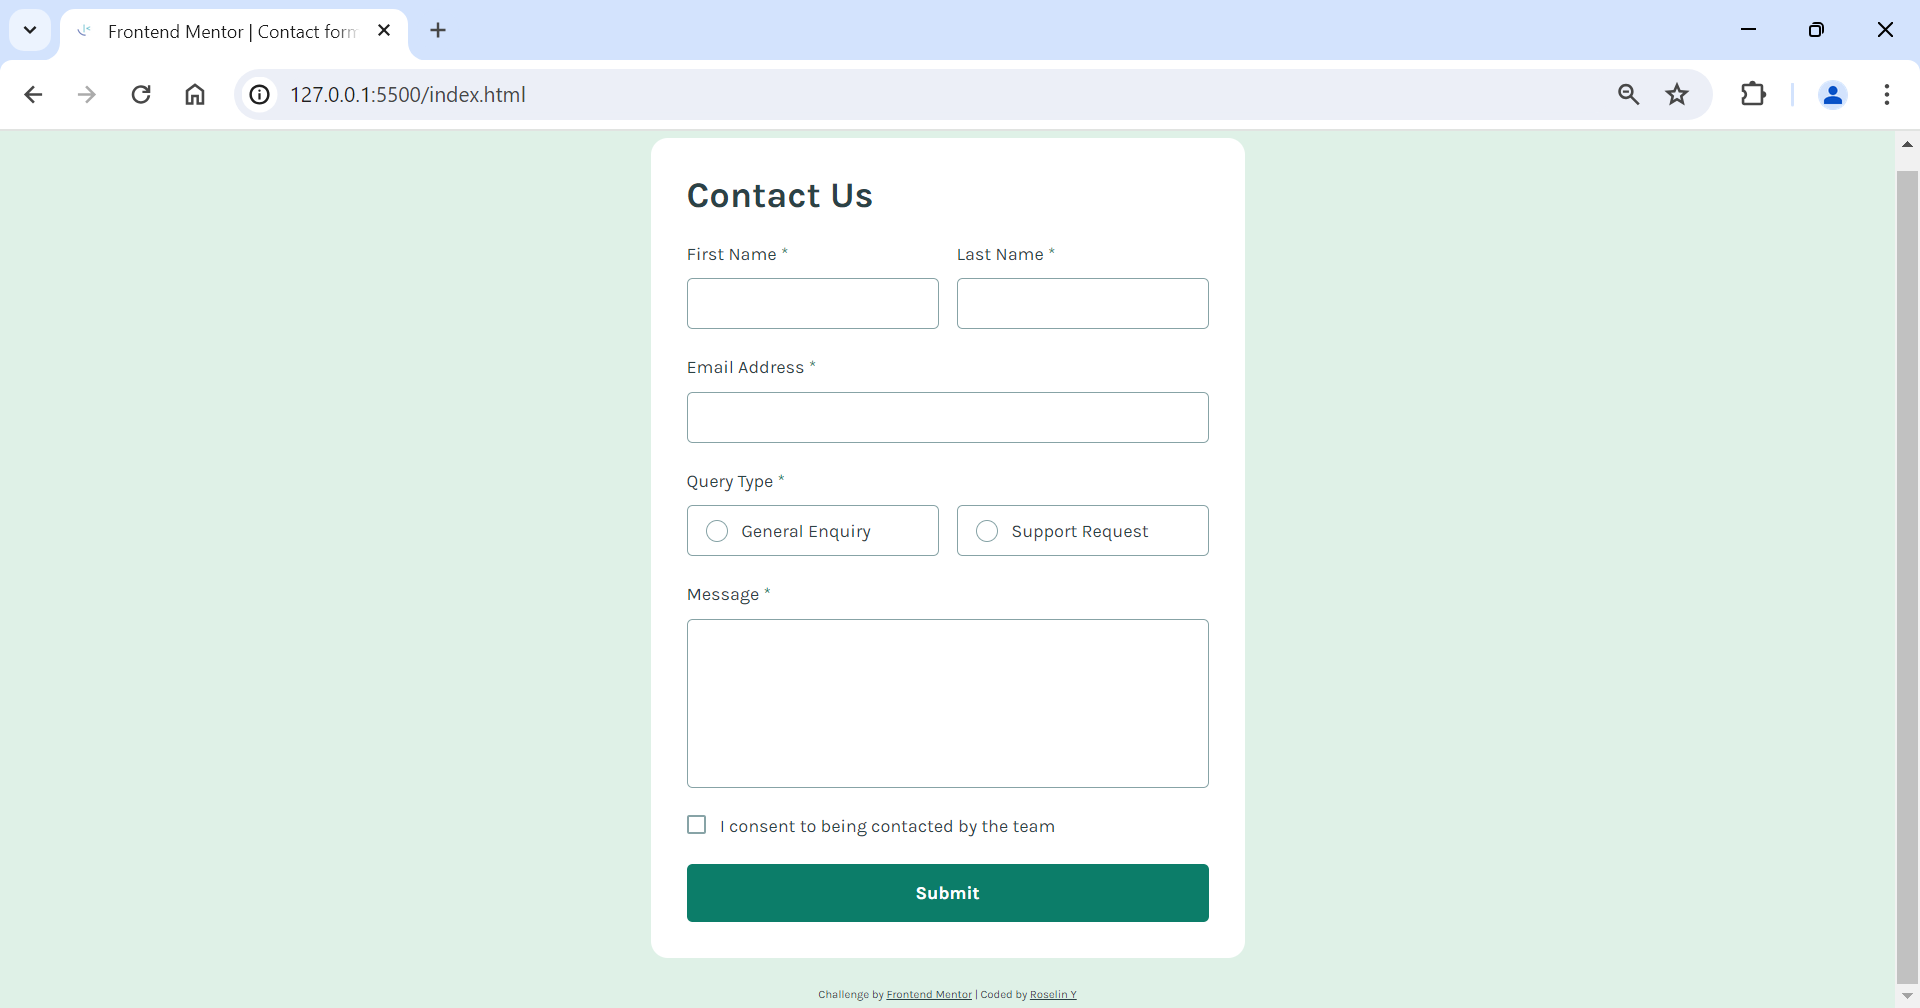 Frontend Mentor | Contact form
127.0.0.1:5500/index.html
Contact Us
First Name *
Last Name *
Email Address *
Query Type *
General Enquiry
Support Request
Message *
I consent to being contacted by the team
Submit
Challenge by Frontend Mentor | Coded by Roselin Y